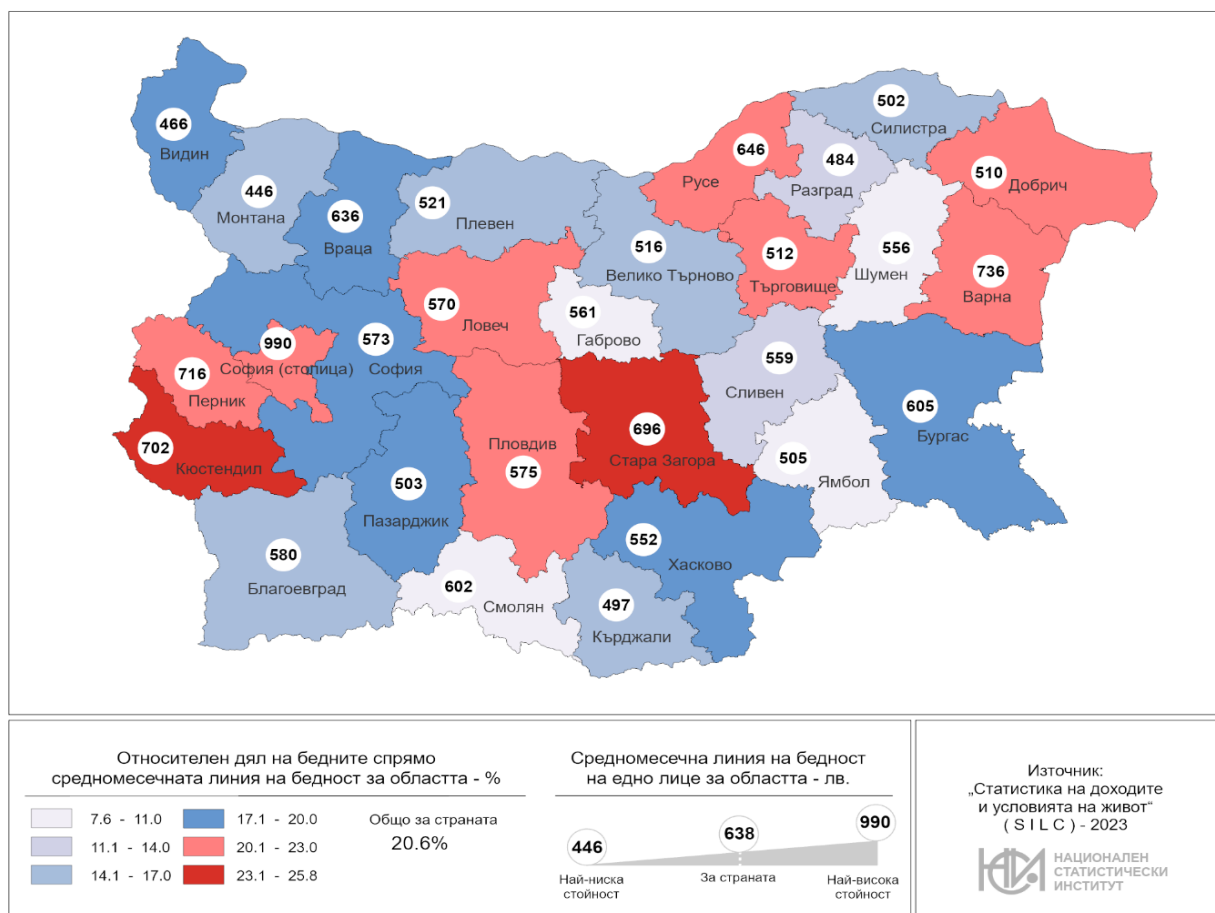 502
Силистра
466
Видин
646
Русе
484
Разград
510
Добрич
446
Монтана
636
Враца
521
Плевен
516
Велико Търново
512
Търговище
556
Шумен
736
Варна
570
Ловеч
561
Габрово
990
София (столица)
573
София
716
Перник
559
Сливен
605
Бургас
702
Кюстендил
Пловдив
575
696
Стара Загора
505
Ямбол
503
Пазарджик
580
Благоевград
552
Хасково
602
Смолян
497
Кърджали
Относителен дял на бедните спрямо
средномесечната линия на бедност за областта - %
7.6 - 11.0
17.1 - 20.0
11.1 - 14.0
20.1 - 23.0
14.1 - 17.0
23.1 - 25.8
Общо за страната
20.6%
Средномесечна линия на бедност
на едно лице за областта - лв.
446
638
990
Най-ниска
стойност
За страната
Най-висока
стойност
Източник:
„Статистика на доходите
и условията на живот“
( S I L C ) - 2023
НСИ
НАЦИОНАЛЕН
СТАТИСТИЧЕСКИ
ИНСТИТУТ